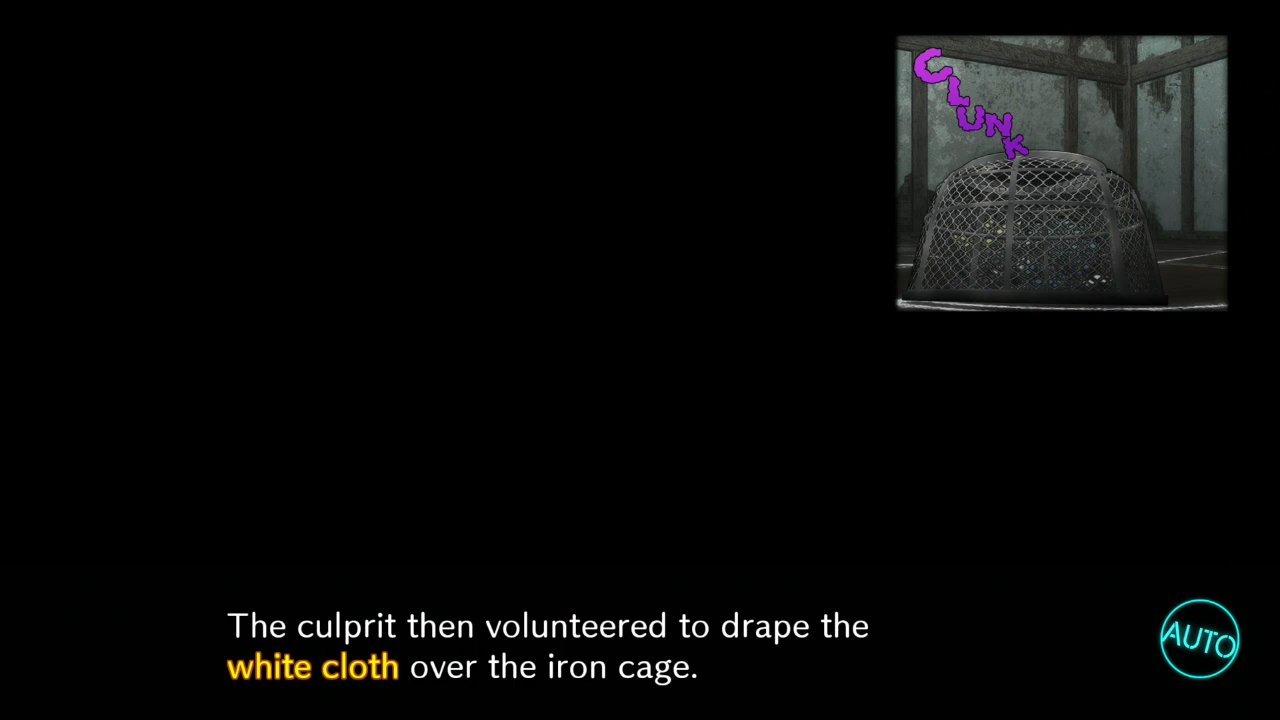 CLUNK
The culprit then volunteered to drape the
white cloth over the iron cage.
AUTO